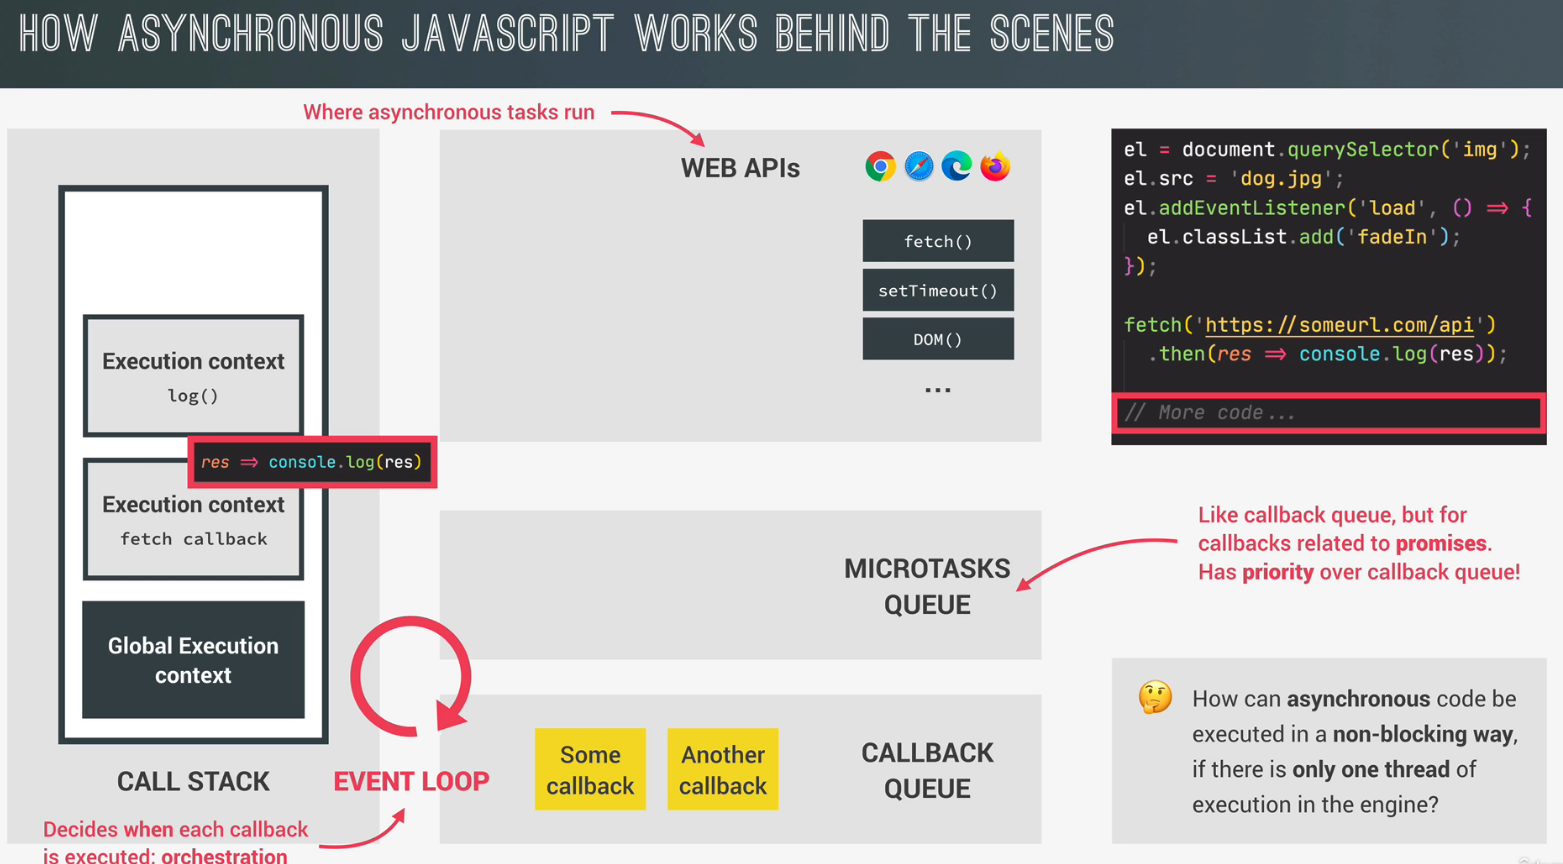 HOW ASYNCHRONOUS JAVASCRIPT WORKS BEHIND THE SCENES
Where asynchronous tasks run
WEB APIs
fetch()
setTimeout()
DOM()
...
Execution context
log()
res => console.log(res)
Execution context
fetch callback
Global Execution
context
CALL STACK
EVENT LOOP
Decides when each callback
is executed: orchestration
MICROTASKS
QUEUE
Some
callback
Another
callback
CALLBACK
QUEUE
el = document.querySelector('img');
el.src = 'dog.jpg';
el.addEventListener('load', () => {
el.classList.add('fadeIn');
});
fetch('https://someurl.com/api')
.then(res => console.log(res));
// More code...
Like callback queue, but for
callbacks related to promises.
Has priority over callback queue!
🤔 How can asynchronous code be
executed in a non-blocking way,
if there is only one thread of
execution in the engine?